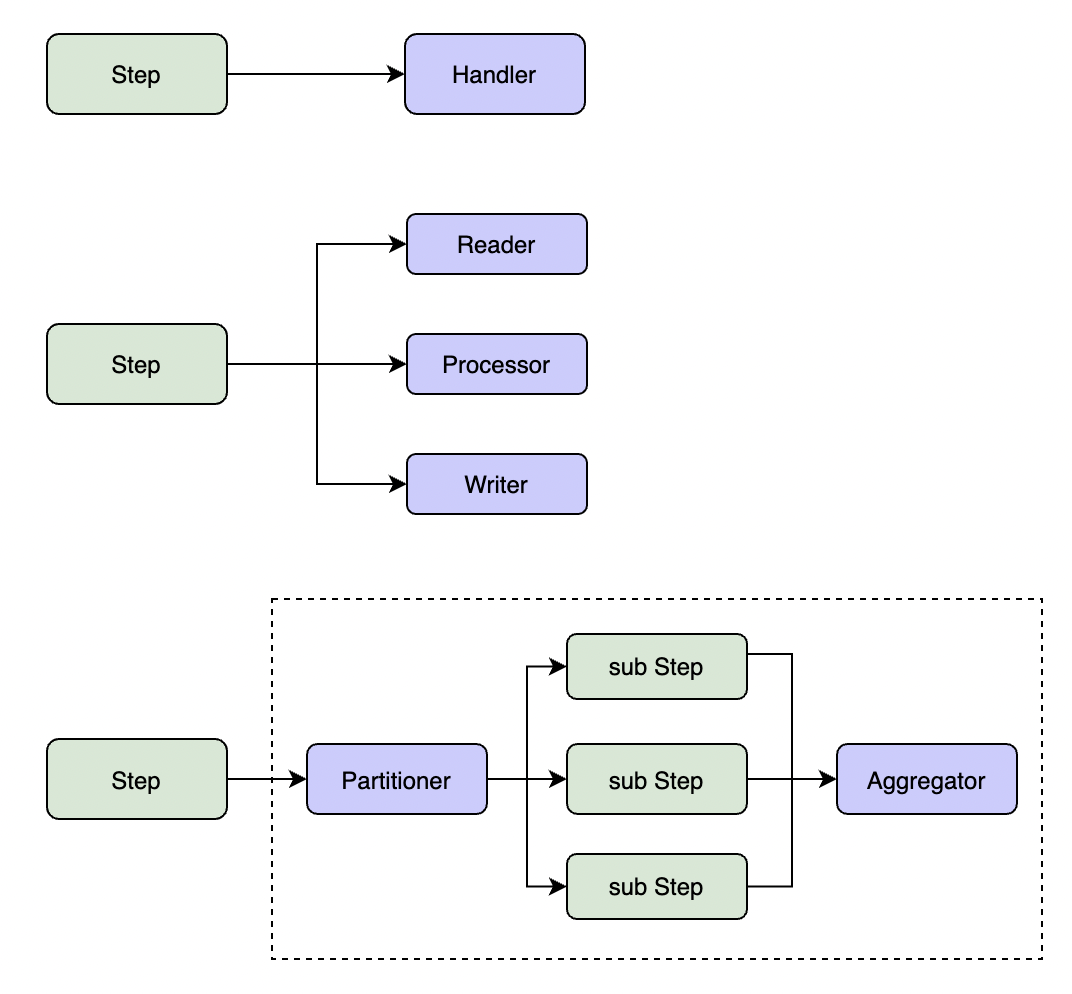 Step
Handler
Reader
Step
Processor
Writer
sub Step
Step
Partitioner
sub Step
Aggregator
sub Step